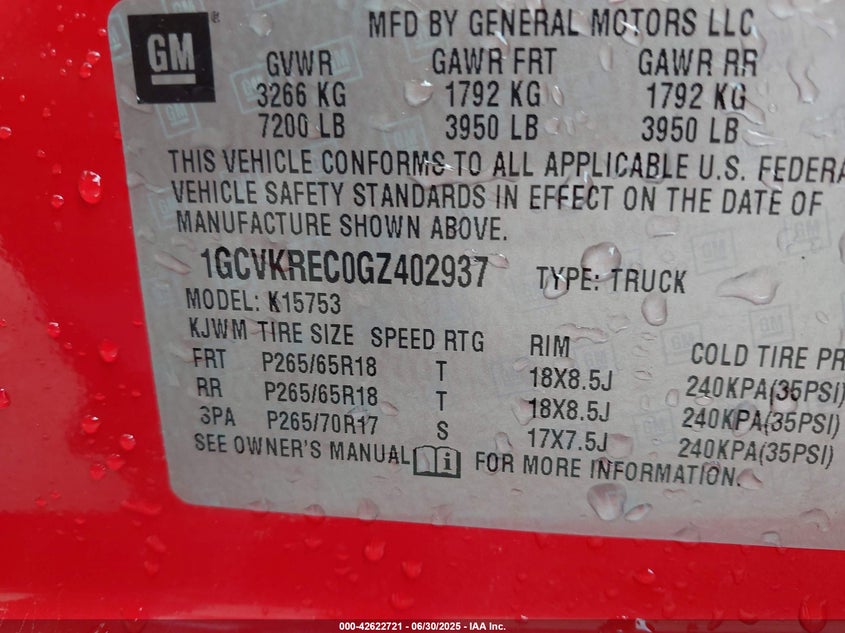 GM
MFD BY GENERAL MOTORS LLC
GVWR GAWR FRT GAWR RR
3266 KG 1792 KG 1792 KG
7200 LB 3950 LB 3950 LB
THIS VEHICLE CONFORMS TO ALL APPLICABLE U.S. FEDERA
VEHICLE SAFETY STANDARDS IN EFFECT ON THE DATE OF
MANUFACTURE SHOWN ABOVE.
1GCVKREC0GZ402937 TYPE: TRUCK
MODEL: K15753
KJWM TIRE SIZE SPEED RTG RIM COLD TIRE PR
FRT P265/65R18 T 18X8.5J 240KPA(35PSI)
RR P265/65R18 T 18X8.5J 240KPA(35PSI)
3PA P265/70R17 S 17X7.5J 240KPA(35PSI)
SEE OWNER'S MANUAL i FOR MORE INFORMATION.
000-42622721 - 06/30/2025 - IAA Inc.